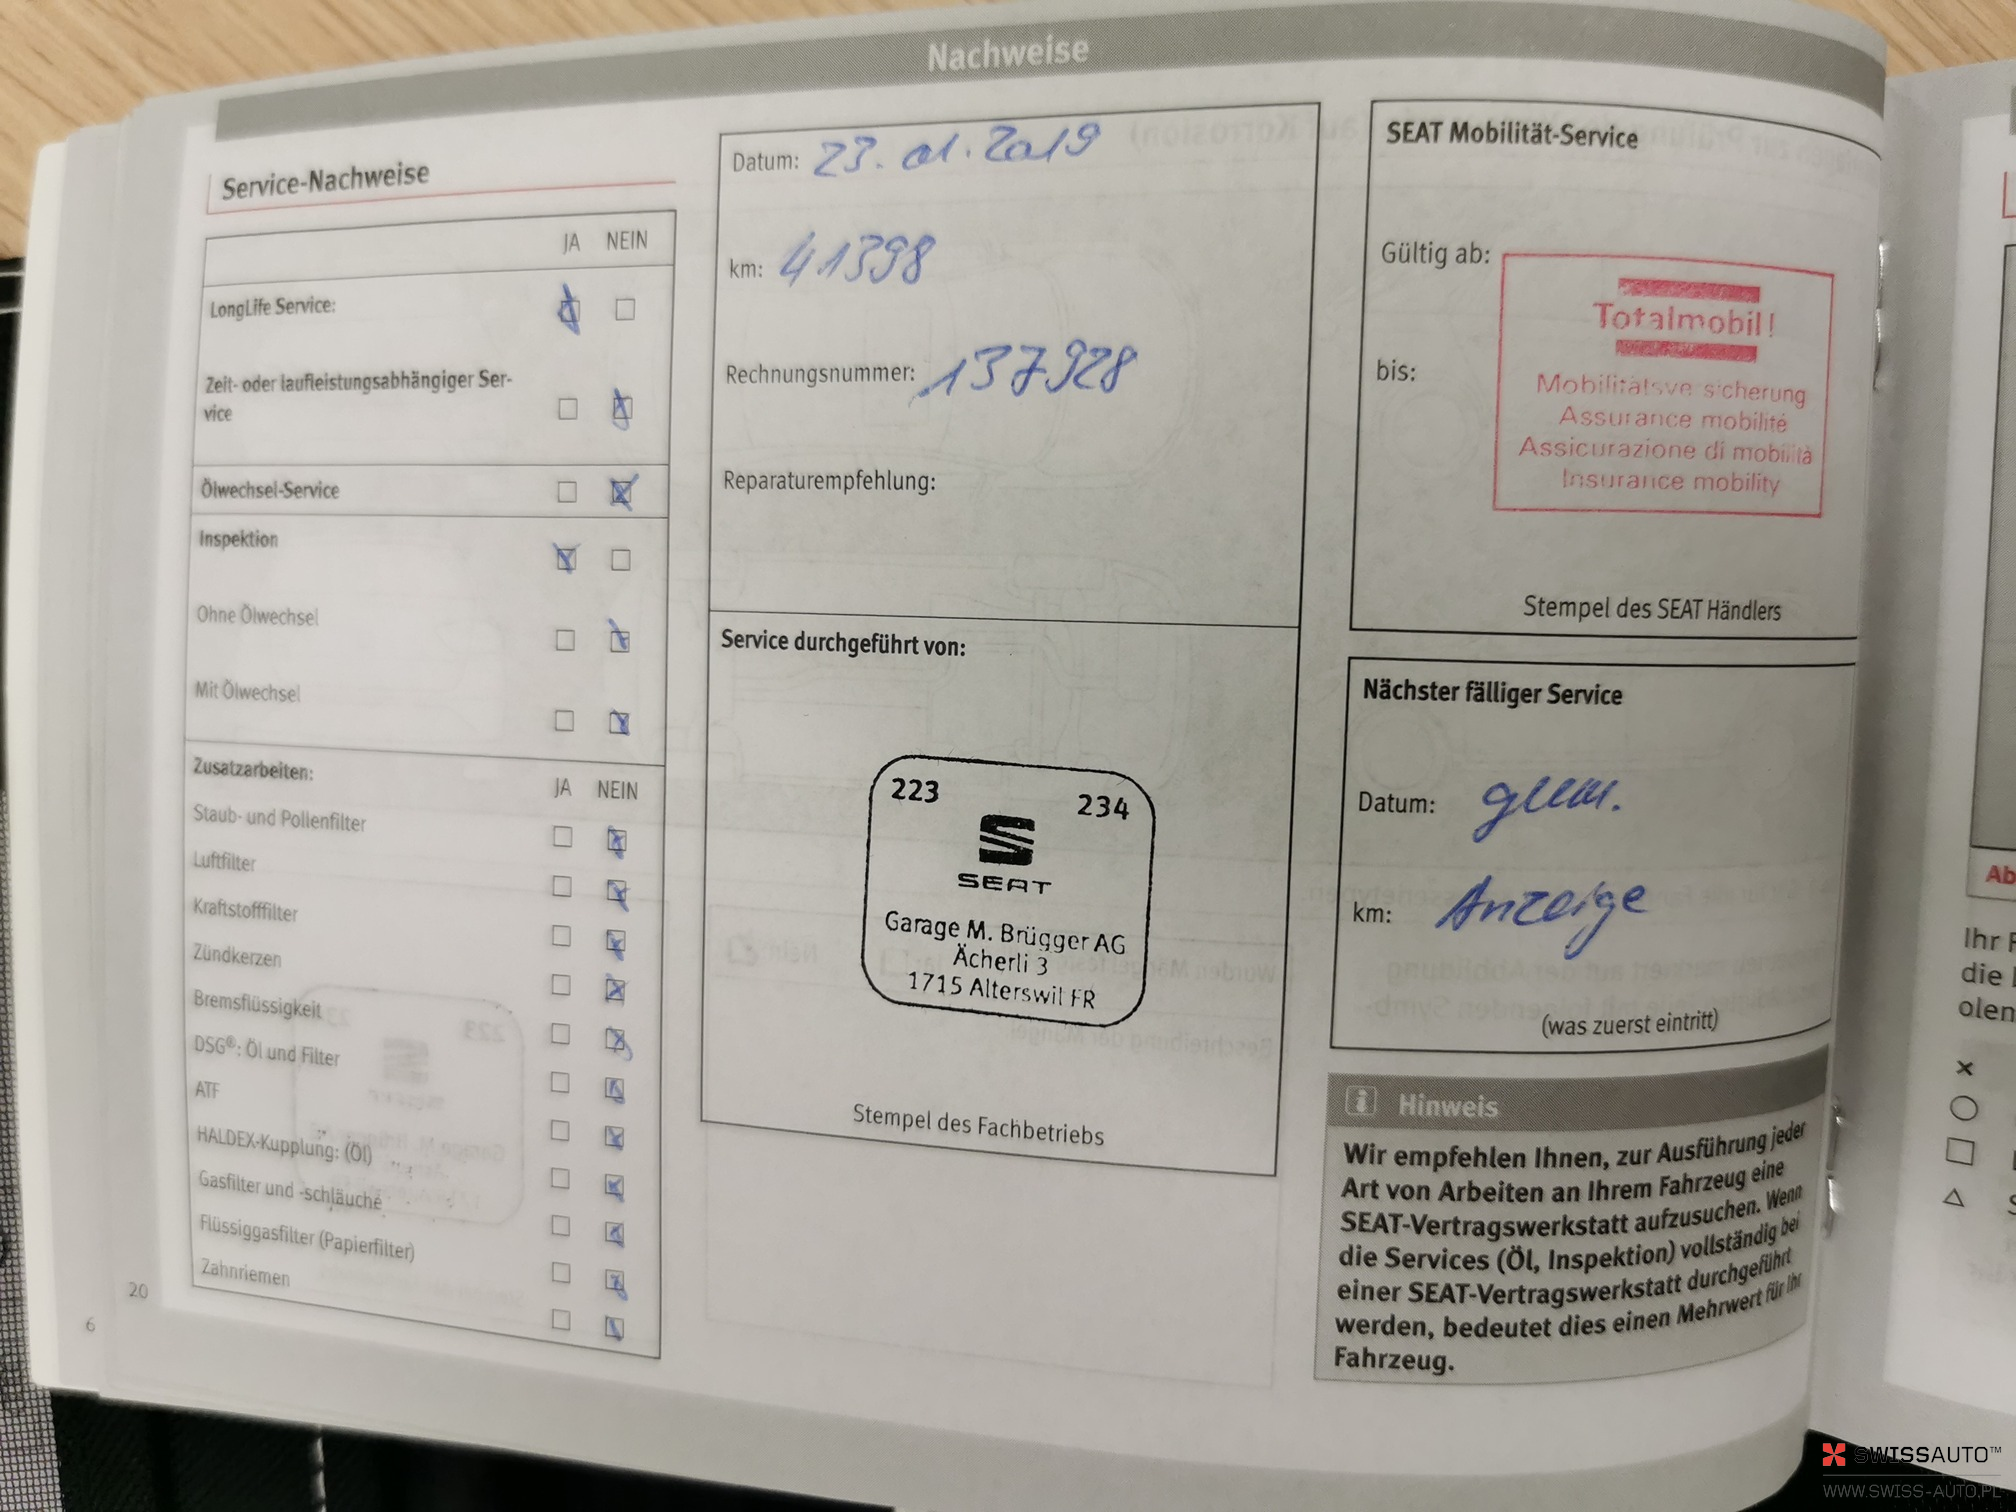 Nachweise
Service-Nachweise
JA NEIN
LongLife Service:
Zeit- oder laufleistungsabhängiger Ser-
vice
Ölwechsel-Service
Inspektion
Ohne Ölwechsel
Mit Ölwechsel
Zusatzarbeiten:
JA NEIN
Staub- und Pollenfilter
Luftfilter
Kraftstofffilter
Zündkerzen
Bremsflüssigkeit
DSG®: Öl und Filter
ATF
HALDEX-Kupplung: (Öl)
Gasfilter und -schläuche
Flüssiggasfilter (Papierfilter)
Zahnriemen
20
6
Datum: 23.01.2019
km: 41398
Rechnungsnummer: 137928
Reparaturempfehlung:
Service durchgeführt von:
223 234
SEAT
Garage M. Brügger AG
Ächerli 3
1715 Alterswil FR
Stempel des Fachbetriebs
SEAT Mobilität-Service
Gültig ab:
bis:
Totalmobil!
Mobilitätsversicherung
Assurance mobilité
Assicurazione di mobilità
Insurance mobility
Stempel des SEAT Händlers
Nächster fälliger Service
Datum:
km: Anzeige
(was zuerst eintritt)
Hinweis
Wir empfehlen Ihnen, zur Ausführung jeder
Art von Arbeiten an Ihrem Fahrzeug eine
SEAT-Vertragswerkstatt aufzusuchen. Wenn
die Services (Öl, Inspektion) vollständig bei
einer SEAT-Vertragswerkstatt durchgeführt
werden, bedeutet dies einen Mehrwert für Ihr
Fahrzeug.
Ab
Ihr F
die
olem
SWISSAUTO™
WWW.SWISS-AUTO.PL